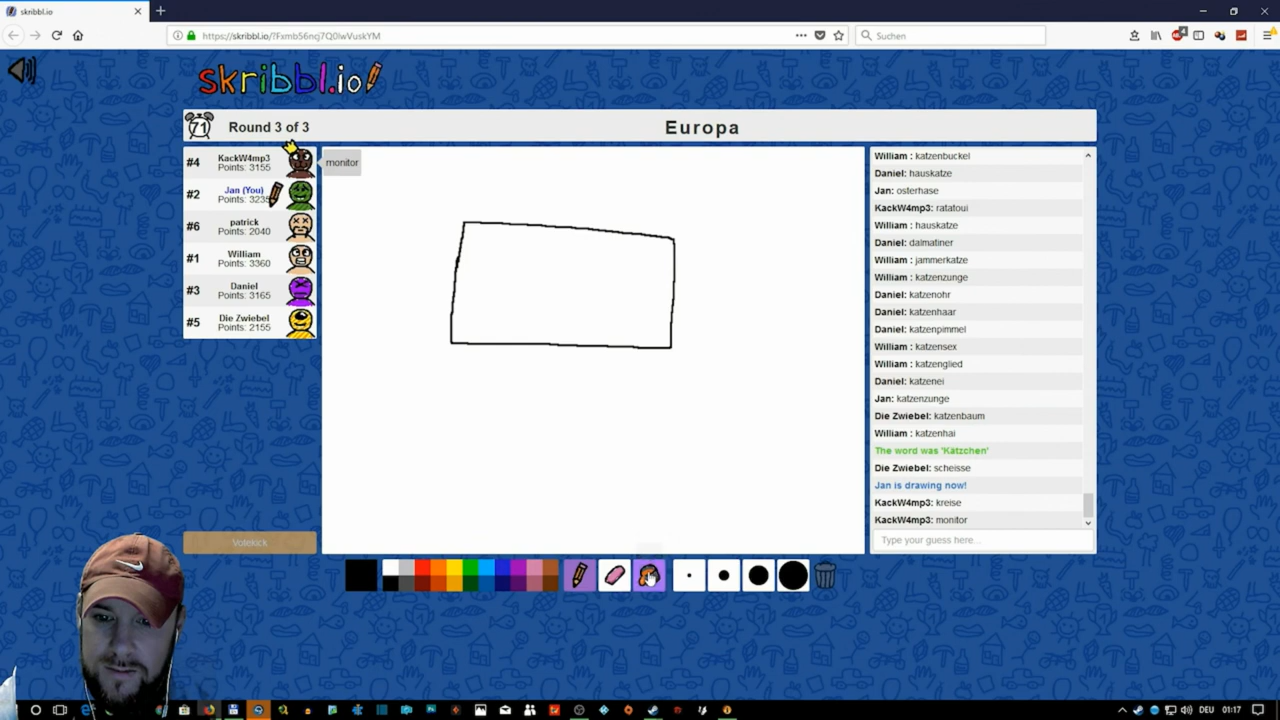 skribbl.io
https://skribbl.io/?Fxmb56ncj7Q0lwVuskYM
Suchen
skribbl.io
71
Round 3 of 3
Europa
#4
KackW4mp3
Points: 3155
#2
Jan (You)
Points: 3235
#6
patrick
Points: 2040
#1
William
Points: 3360
#3
Daniel
Points: 3165
#5
Die Zwiebel
Points: 2155
Votekick
monitor
William : katzenbuckel
Daniel: hauskatze
Jan: osterhase
KackW4mp3: ratatoui
William : hauskatze
Daniel: dalmatiner
William : jammerkatze
William : katzenzunge
Daniel: katzenohr
Daniel: katzenhaar
Daniel: katzenpimmel
William : katzensex
William : katzenglied
Daniel: katzenei
Jan: katzenzunge
Die Zwiebel: katzenbaum
William : katzenhai
The word was 'Kätzchen'
Die Zwiebel: scheisse
Jan is drawing now!
KackW4mp3: kreise
KackW4mp3: monitor
Type your guess here...
DEU
01:17